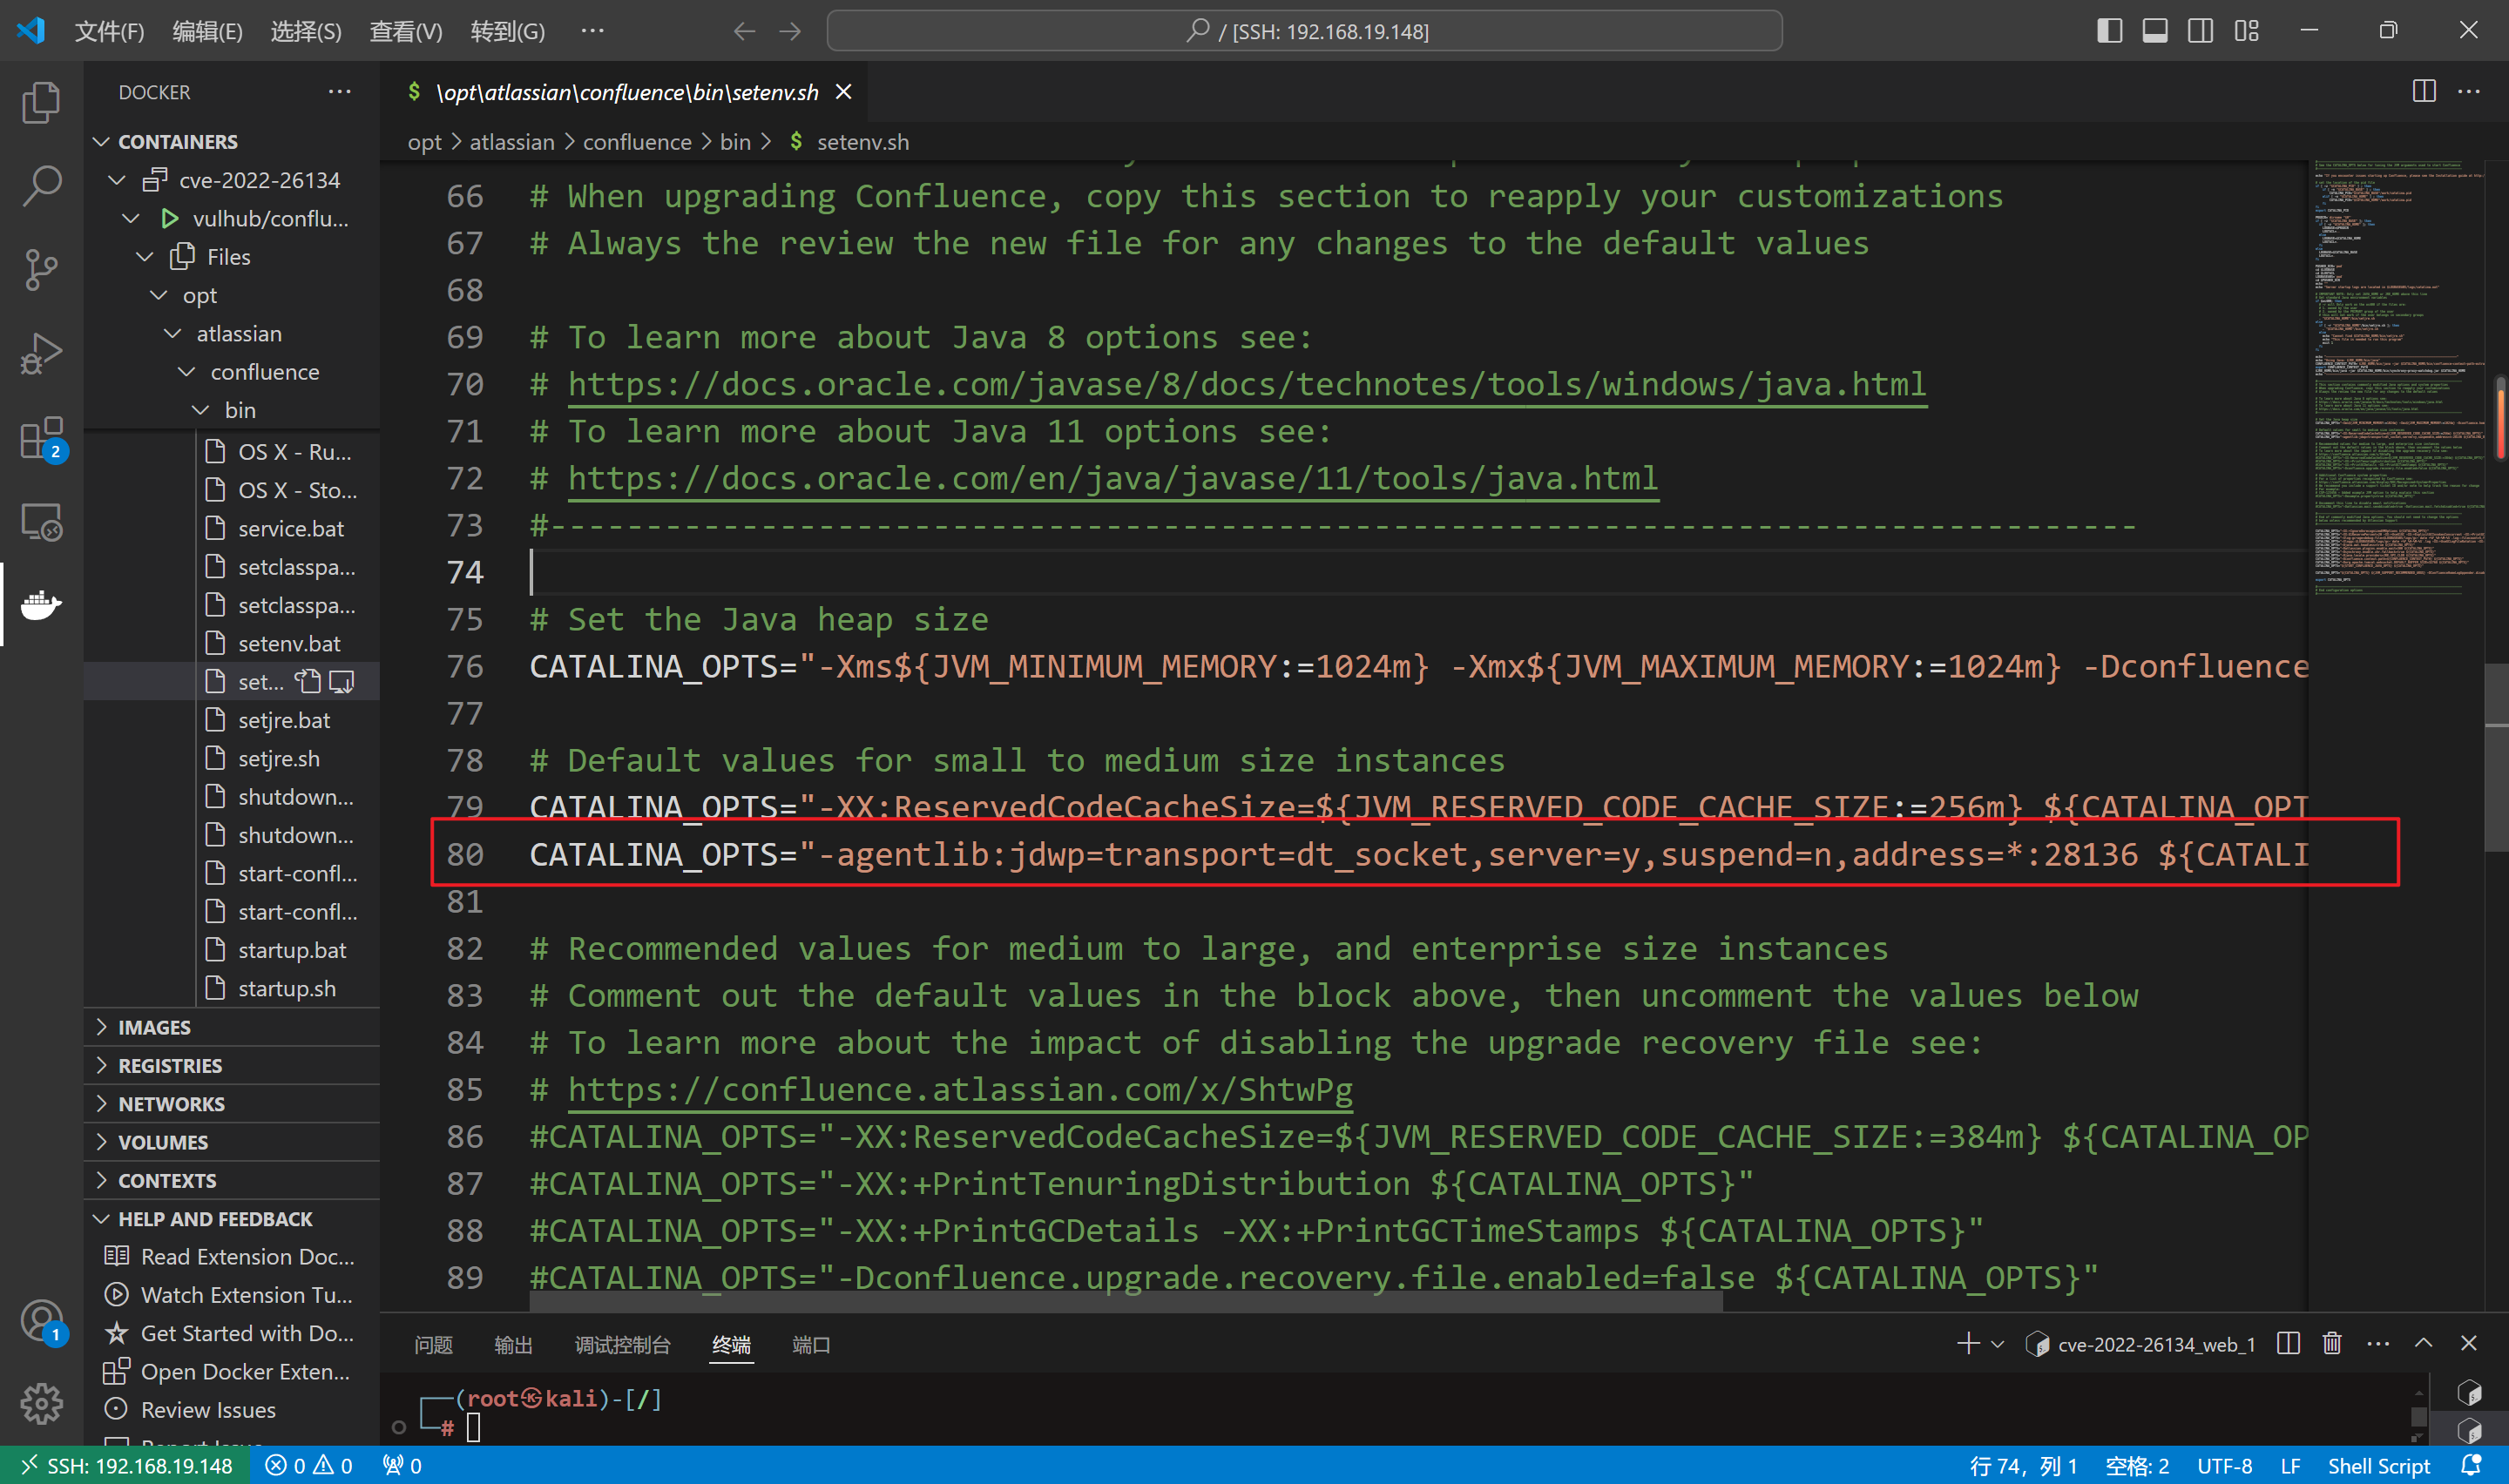 文件(F) 编辑(E) 选择(S) 查看(V) 转到(G) ···
/ [SSH: 192.168.19.148]
DOCKER
CONTAINERS
cve-2022-26134
vulhub/conflu...
Files
opt
atlassian
confluence
bin
OS X - Ru...
OS X - Sto...
service.bat
setclasspa...
setclasspa...
setenv.bat
set...
setjre.bat
setjre.sh
shutdown...
shutdown...
start-confl...
start-confl...
startup.bat
startup.sh
IMAGES
REGISTRIES
NETWORKS
VOLUMES
CONTEXTS
HELP AND FEEDBACK
Read Extension Doc...
Watch Extension Tu...
Get Started with Do...
Open Docker Exten...
Review Issues
2
1
$ \opt\atlassian\confluence\bin\setenv.sh
opt > atlassian > confluence > bin > $ setenv.sh
66 # When upgrading Confluence, copy this section to reapply your customizations
67 # Always the review the new file for any changes to the default values
68
69 # To learn more about Java 8 options see:
70 # https://docs.oracle.com/javase/8/docs/technotes/tools/windows/java.html
71 # To learn more about Java 11 options see:
72 # https://docs.oracle.com/en/java/javase/11/tools/java.html
73 #-----------------------------------------------------------------------------------
74
75 # Set the Java heap size
76 CATALINA_OPTS="-Xms${JVM_MINIMUM_MEMORY:=1024m} -Xmx${JVM_MAXIMUM_MEMORY:=1024m} -Dconfluence
77
78 # Default values for small to medium size instances
79 CATALINA_OPTS="-XX:ReservedCodeCacheSize=${JVM_RESERVED_CODE_CACHE_SIZE:=256m} ${CATALINA_OPT
80 CATALINA_OPTS="-agentlib:jdwp=transport=dt_socket,server=y,suspend=n,address=*:28136 ${CATALI
81
82 # Recommended values for medium to large, and enterprise size instances
83 # Comment out the default values in the block above, then uncomment the values below
84 # To learn more about the impact of disabling the upgrade recovery file see:
85 # https://confluence.atlassian.com/x/ShtwPg
86 #CATALINA_OPTS="-XX:ReservedCodeCacheSize=${JVM_RESERVED_CODE_CACHE_SIZE:=384m} ${CATALINA_OP
87 #CATALINA_OPTS="-XX:+PrintTenuringDistribution ${CATALINA_OPTS}"
88 #CATALINA_OPTS="-XX:+PrintGCDetails -XX:+PrintGCTimeStamps ${CATALINA_OPTS}"
89 #CATALINA_OPTS="-Dconfluence.upgrade.recovery.file.enabled=false ${CATALINA_OPTS}"
问题 输出 调试控制台 终端 端口
cve-2022-26134_web_1
(root㉿kali)-[/]
#
SSH: 192.168.19.148 0 0 0
行 74, 列 1 空格: 2 UTF-8 LF Shell Script